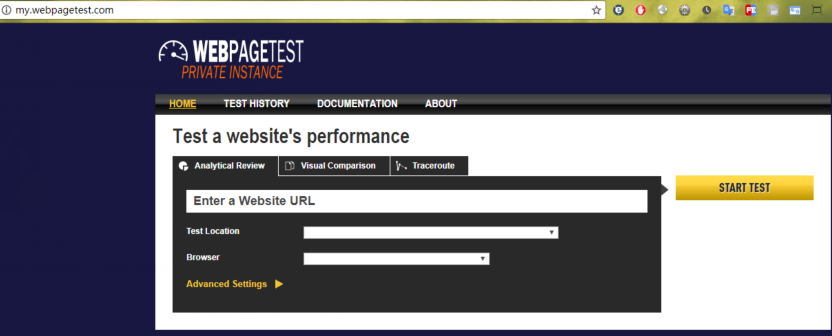 my.webpagetest.com
WEBPAGETEST
PRIVATE INSTANCE
HOME TEST HISTORY DOCUMENTATION ABOUT
Test a website's performance
Analytical Review Visual Comparison Traceroute
START TEST
Enter a Website URL
Test Location
Browser
Advanced Settings